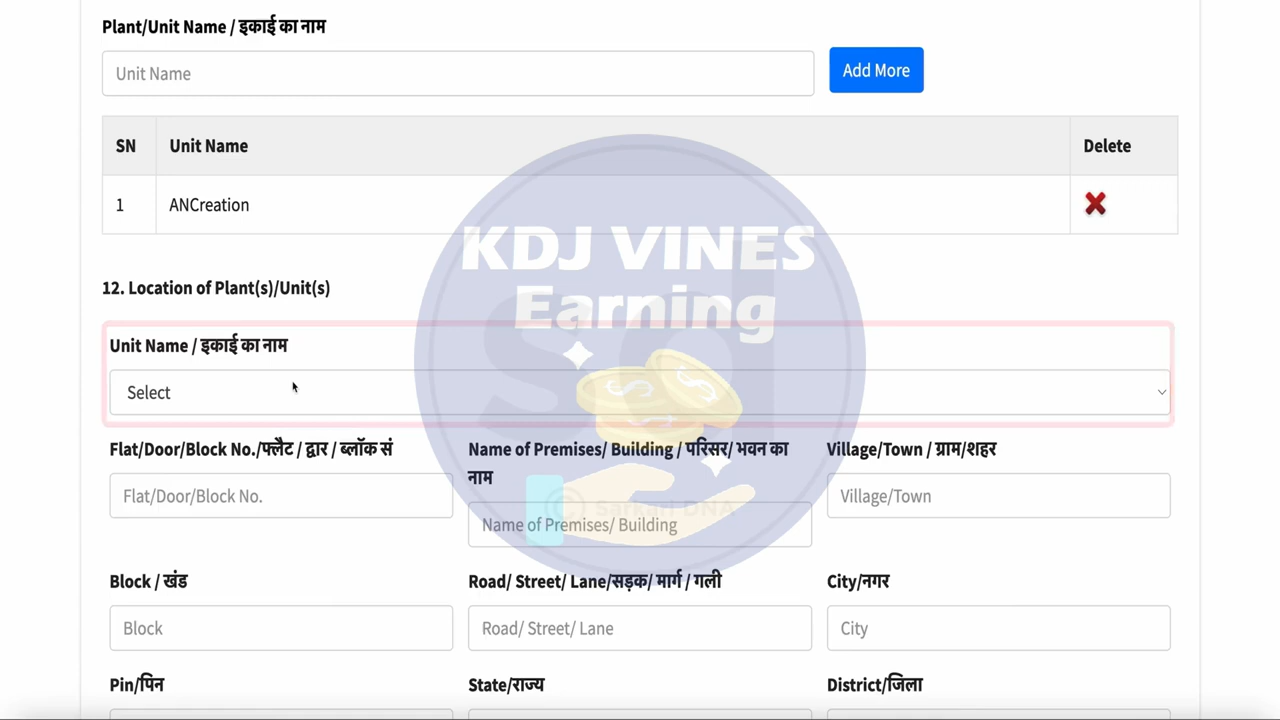 Plant/Unit Name / इकाई का नाम
Unit Name
Add More
SN Unit Name Delete
1 ANCreation
KDJ VINES
Earning
12. Location of Plant(s)/Unit(s)
Unit Name / इकाई का नाम
Select
Flat/Door/Block No./फ्लैट / द्वार / ब्लॉक सं
Name of Premises/ Building / परिसर/ भवन का
नाम
Village/Town / ग्राम/शहर
Flat/Door/Block No.
Name of Premises/ Building
Village/Town
© Sarkari DNA
Block / खंड
Road/ Street/ Lane/सड़क/ मार्ग / गली
City/नगर
Block
Road/ Street/ Lane
City
Pin/पिन
State/राज्य
District/जिला